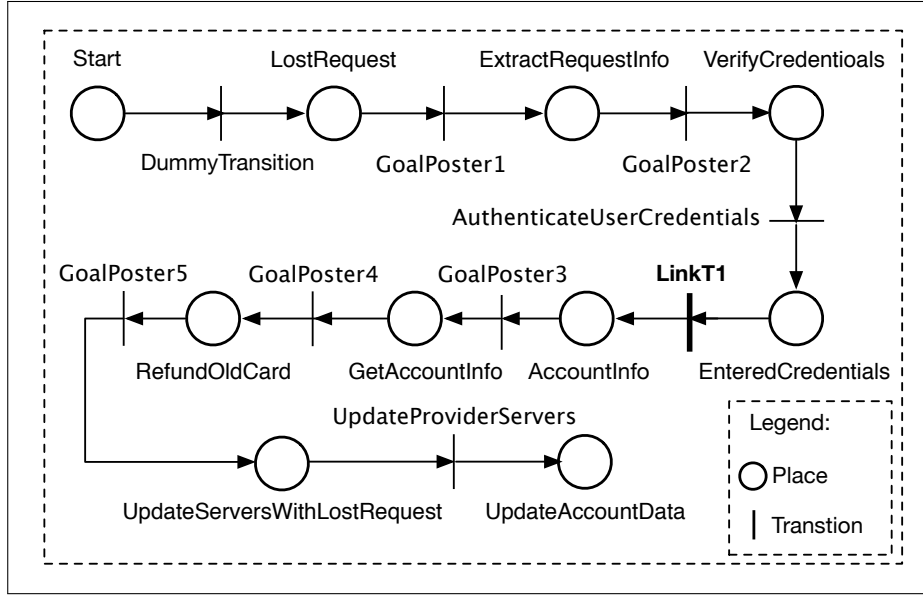 Start
LostRequest
ExtractRequestInfo
VerifyCredentioals
DummyTransition
GoalPoster1
GoalPoster2
AuthenticateUserCredentials
GoalPoster5
GoalPoster4
GoalPoster3
LinkT1
RefundOldCard
GetAccountInfo
AccountInfo
EnteredCredentials
UpdateProviderServers
UpdateServersWithLostRequest
UpdateAccountData
Legend:
Place
Transtion